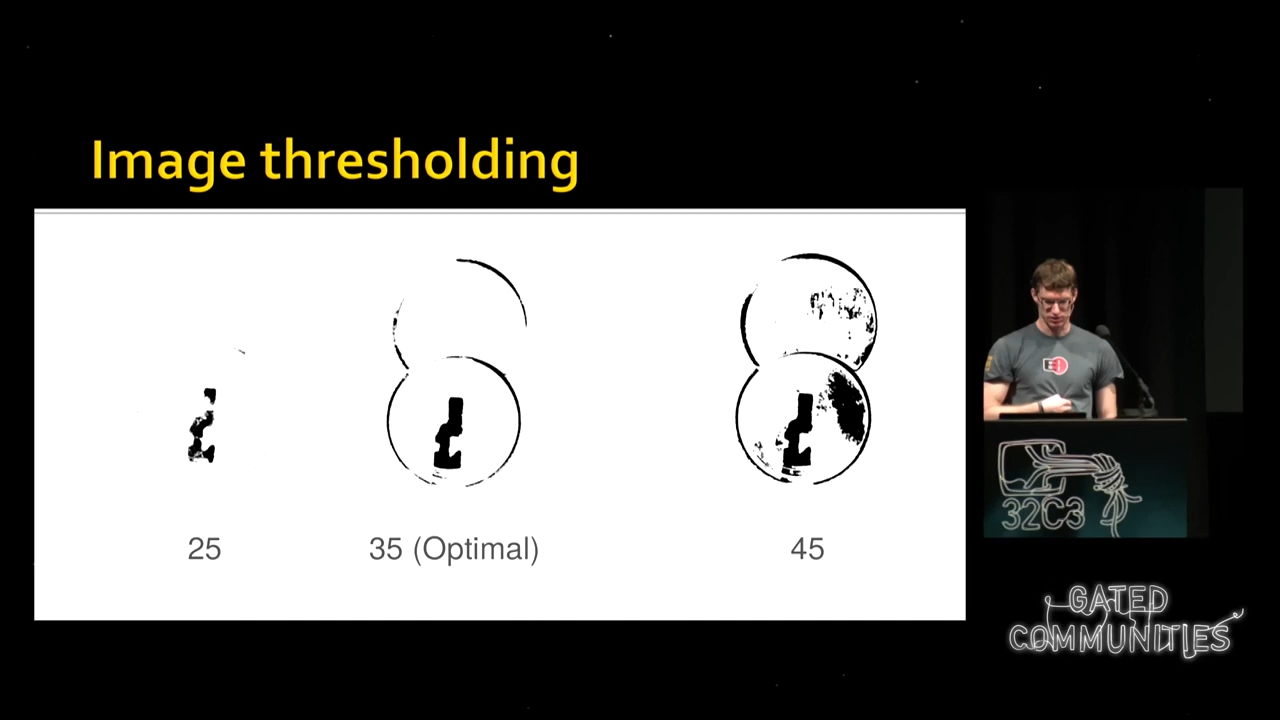 Image thresholding
25
35 (Optimal)
45
32C3
GATED
COMMUNITIES